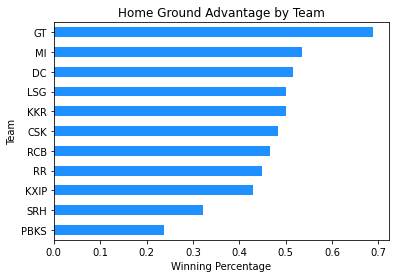 Home Ground Advantage by Team
GT
MI
DC
LSG
KKR
CSK
RCB
RR
KXIP
SRH
PBKS
Team
0.0 0.1 0.2 0.3 0.4 0.5 0.6 0.7
Winning Percentage